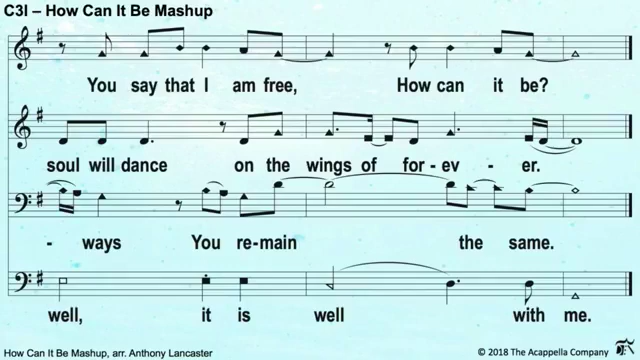 C3I – How Can It Be Mashup
You say that I am free, How can it be?
soul will dance on the wings of for - ev - er.
- ways You re-main the same.
well, it is well with me.
How Can It Be Mashup, arr. Anthony Lancaster
© 2018 The Acappella Company